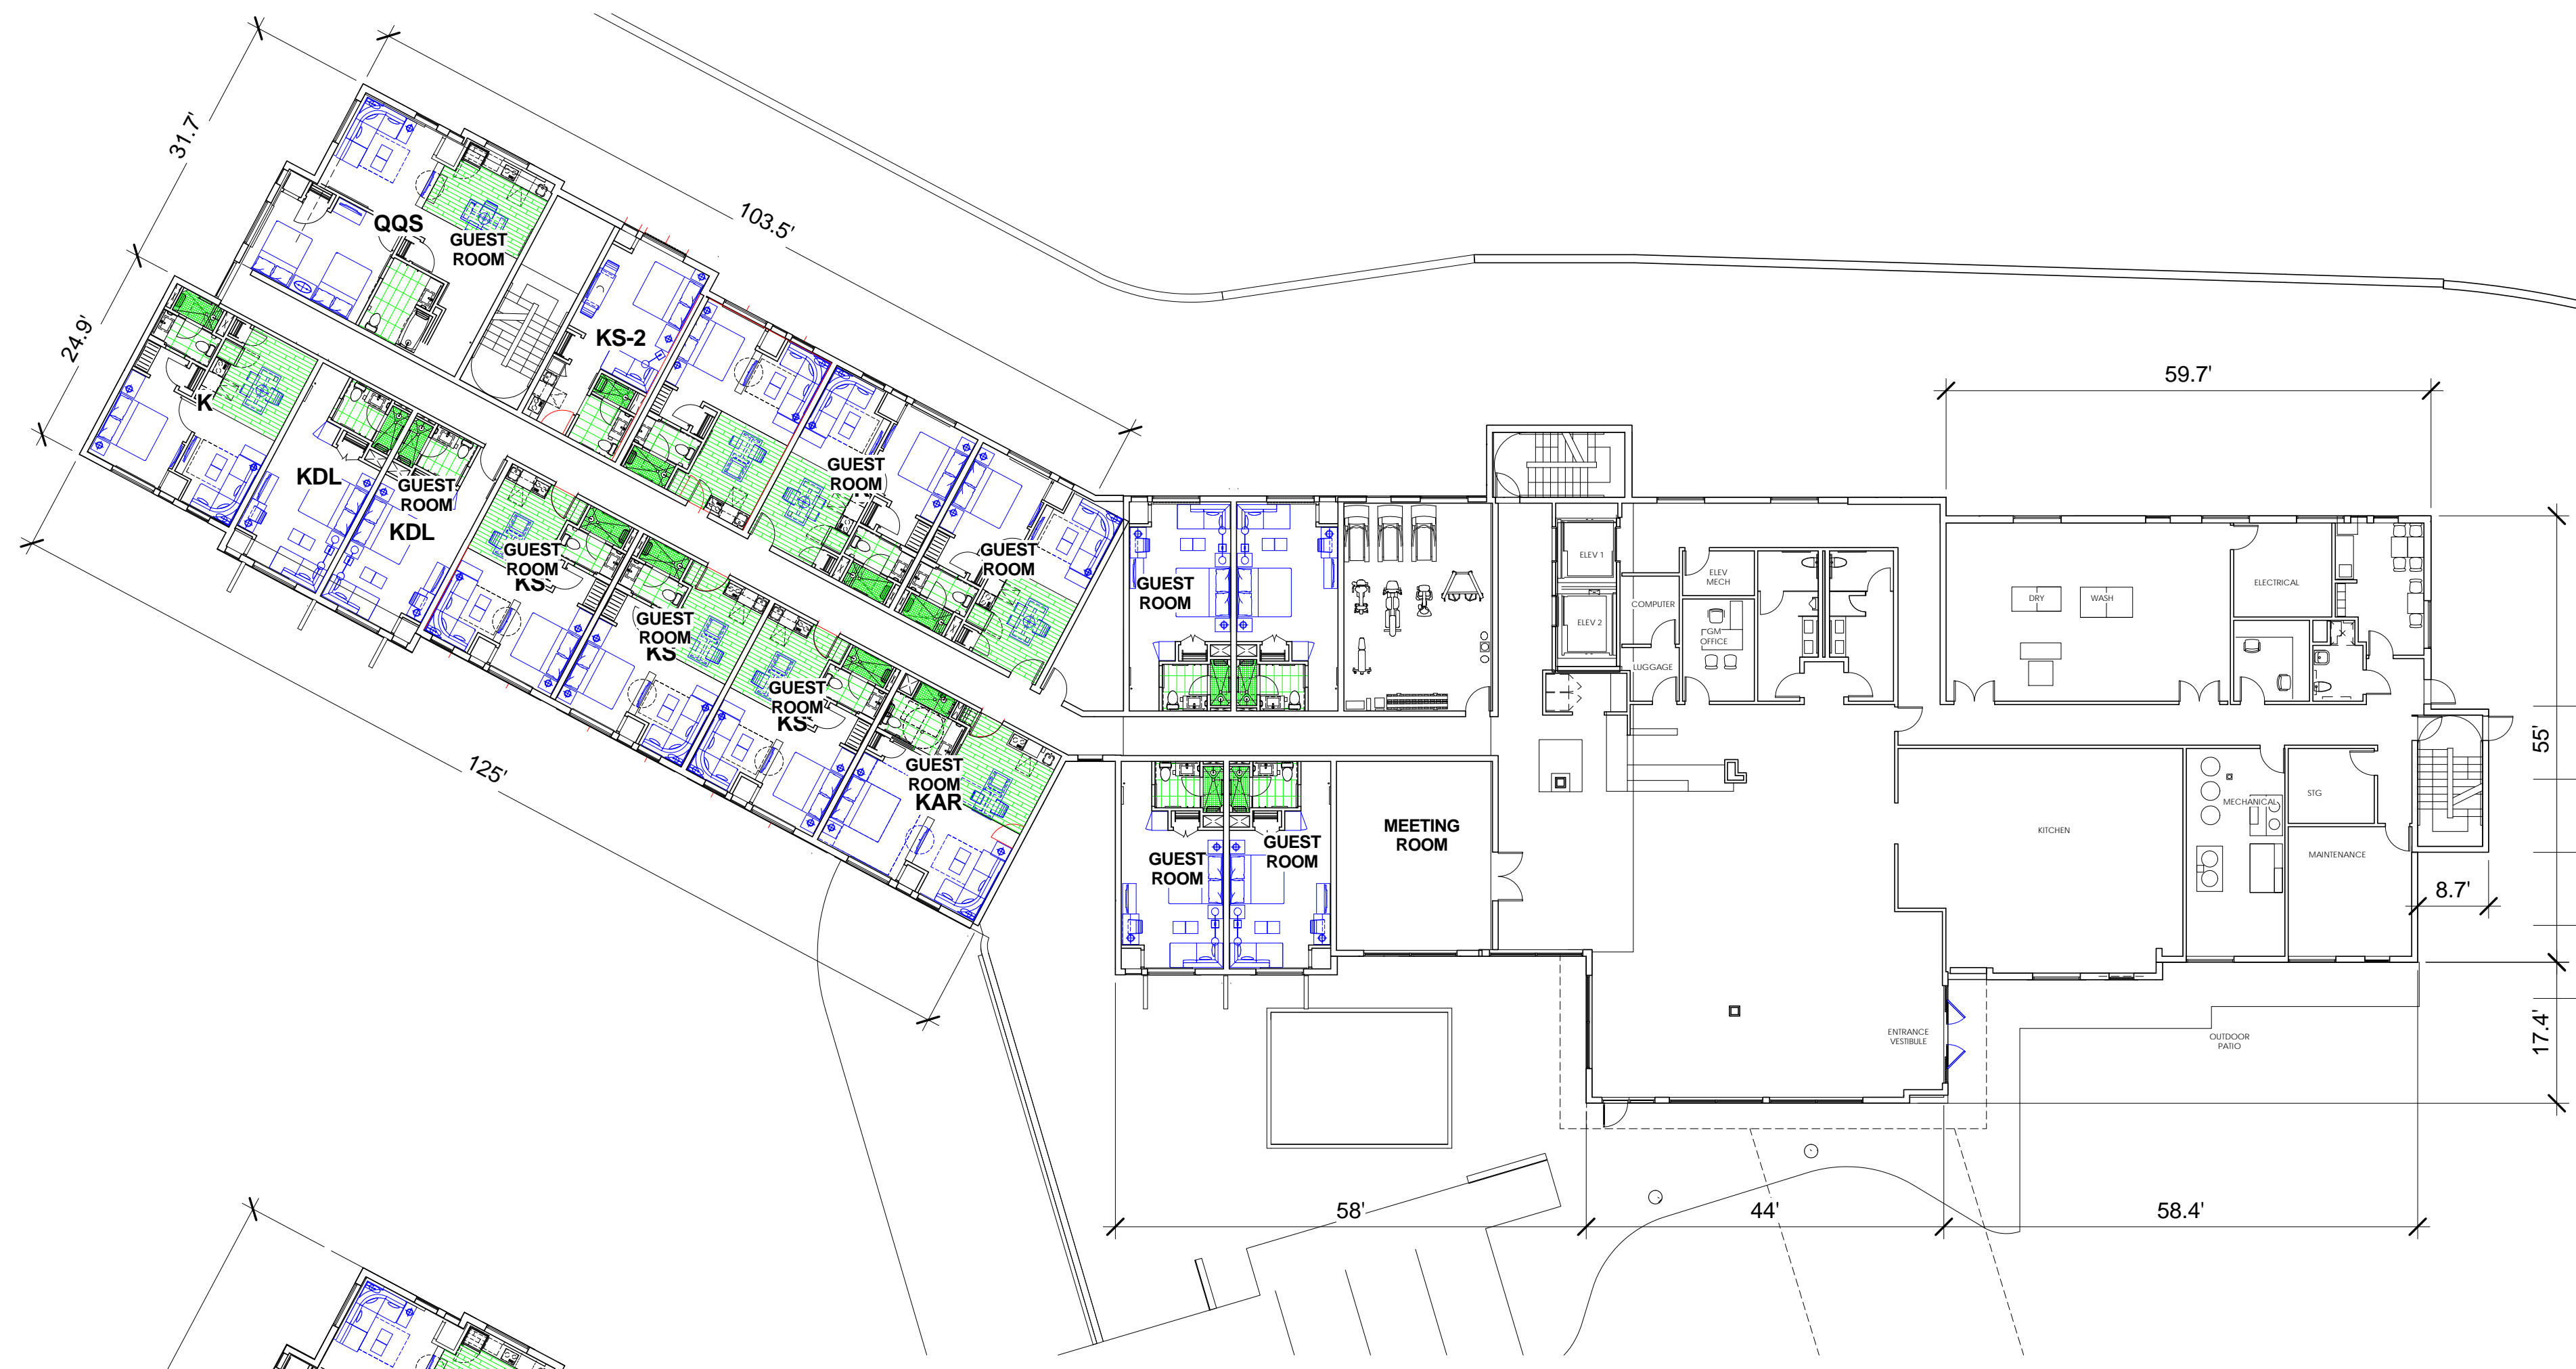 31.7'
103.5'
24.9'
QQS
GUEST
ROOM
KS-2
K
KDL
GUEST
ROOM
KDL
GUEST
ROOM
GUEST
ROOM
GUEST
ROOM
KS
GUEST
ROOM
KS
GUEST
ROOM
KS
GUEST
ROOM
KAR
125'
GUEST
ROOM
GUEST
ROOM
GUEST
ROOM
MEETING
ROOM
59.7'
ELEV 1
ELEV 2
ELEV
MECH
COMPUTER
GM
OFFICE
LUGGAGE
DRY
WASH
ELECTRICAL
KITCHEN
MECHANICAL
STG
MAINTENANCE
55'
8.7'
17.4'
ENTRANCE
VESTIBULE
OUTDOOR
PATIO
58'
44'
58.4'